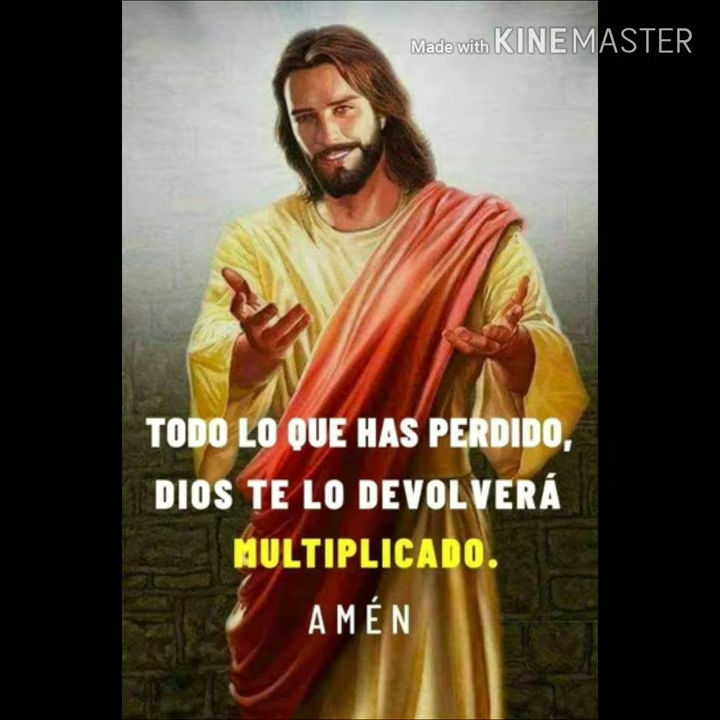 Made with KINEMASTER
TODO LO QUE HAS PERDIDO,
DIOS TE LO DEVOLVERÁ
MULTIPLICADO.
AMÉN